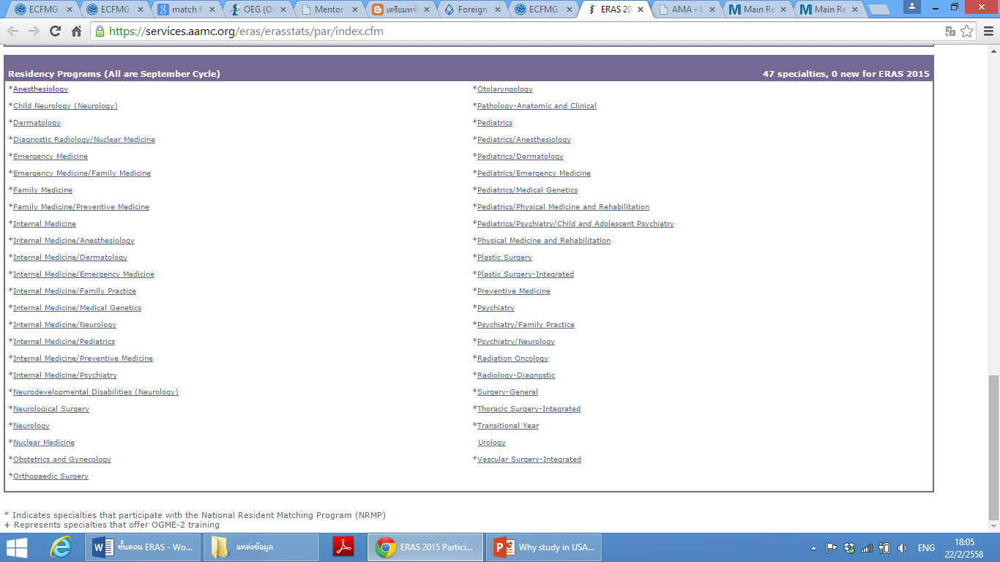 ECFMG
ECFMG
match f
OEG (O
Mentor
เตรียมพ
Foreign
ECFMG
ERAS 20
AMA - L
Main Re
Main Re
https://services.aamc.org/eras/erasstats/par/index.cfm
Residency Programs (All are September Cycle) 47 specialties, 0 new for ERAS 2015
*Anesthesiology
*Child Neurology (Neurology)
*Dermatology
*Diagnostic Radiology/Nuclear Medicine
*Emergency Medicine
*Emergency Medicine/Family Medicine
*Family Medicine
*Family Medicine/Preventive Medicine
*Internal Medicine
*Internal Medicine/Anesthesiology
*Internal Medicine/Dermatology
*Internal Medicine/Emergency Medicine
*Internal Medicine/Family Practice
*Internal Medicine/Medical Genetics
*Internal Medicine/Neurology
*Internal Medicine/Pediatrics
*Internal Medicine/Preventive Medicine
*Internal Medicine/Psychiatry
*Neurodevelopmental Disabilities (Neurology)
*Neurological Surgery
*Neurology
*Nuclear Medicine
*Obstetrics and Gynecology
*Orthopaedic Surgery
*Otolaryngology
*Pathology-Anatomic and Clinical
*Pediatrics
*Pediatrics/Anesthesiology
*Pediatrics/Dermatology
*Pediatrics/Emergency Medicine
*Pediatrics/Medical Genetics
*Pediatrics/Physical Medicine and Rehabilitation
*Pediatrics/Psychiatry/Child and Adolescent Psychiatry
*Physical Medicine and Rehabilitation
*Plastic Surgery
*Plastic Surgery-Integrated
*Preventive Medicine
*Psychiatry
*Psychiatry/Family Practice
*Psychiatry/Neurology
*Radiation Oncology
*Radiology-Diagnostic
*Surgery-General
*Thoracic Surgery-Integrated
*Transitional Year
Urology
*Vascular Surgery-Integrated
* Indicates specialties that participate with the National Resident Matching Program (NRMP)
+ Represents specialties that offer OGME-2 training
ขั้นตอน ERAS - Wo...
แหล่งข้อมูล
ERAS 2015 Partici...
Why study in USA...
ENG
18:05
22/2/2558